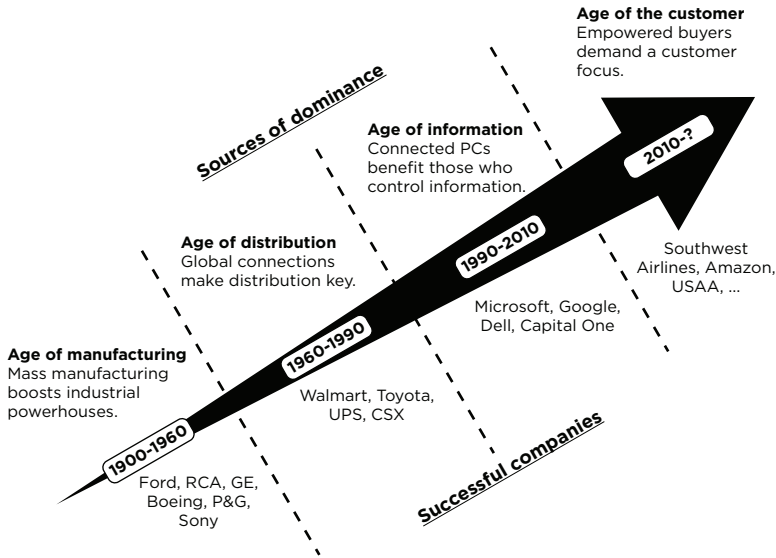 Age of the customer
Empowered buyers
demand a customer
focus.
Sources of dominance
Age of information
Connected PCs
benefit those who
control information.
2010-?
Age of distribution
Global connections
make distribution key.
1990-2010
Southwest
Airlines, Amazon,
USAA, ...
Microsoft, Google,
Dell, Capital One
Age of manufacturing
Mass manufacturing
boosts industrial
powerhouses.
1960-1990
Walmart, Toyota,
UPS, CSX
1900-1960
Ford, RCA, GE,
Boeing, P&G,
Sony
Successful companies